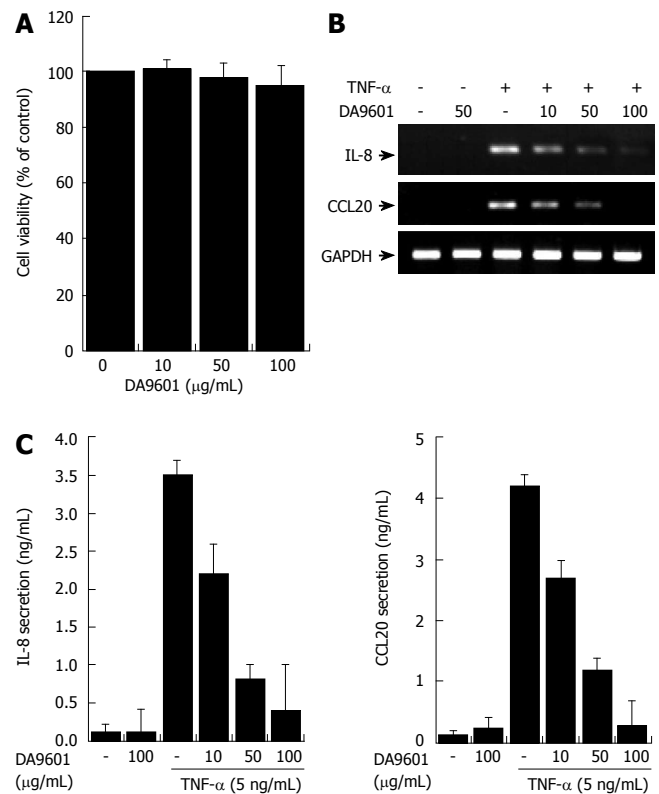 A
120
100
80
60
40
20
0
Cell viability (% of control)
0 10 50 100
DA9601 (μg/mL)
B
TNF-α - - + + + +
DA9601 - 50 - 10 50 100
IL-8
CCL20
GAPDH
C
4.0
3.5
3.0
2.5
2.0
1.5
1.0
0.5
0.0
IL-8 secretion (ng/mL)
DA9601 - 100 - 10 50 100
(μg/mL) TNF-α (5 ng/mL)
5
4
3
2
1
0
CCL20 secretion (ng/mL)
DA9601 - 100 - 10 50 100
(μg/mL) TNF-α (5 ng/mL)